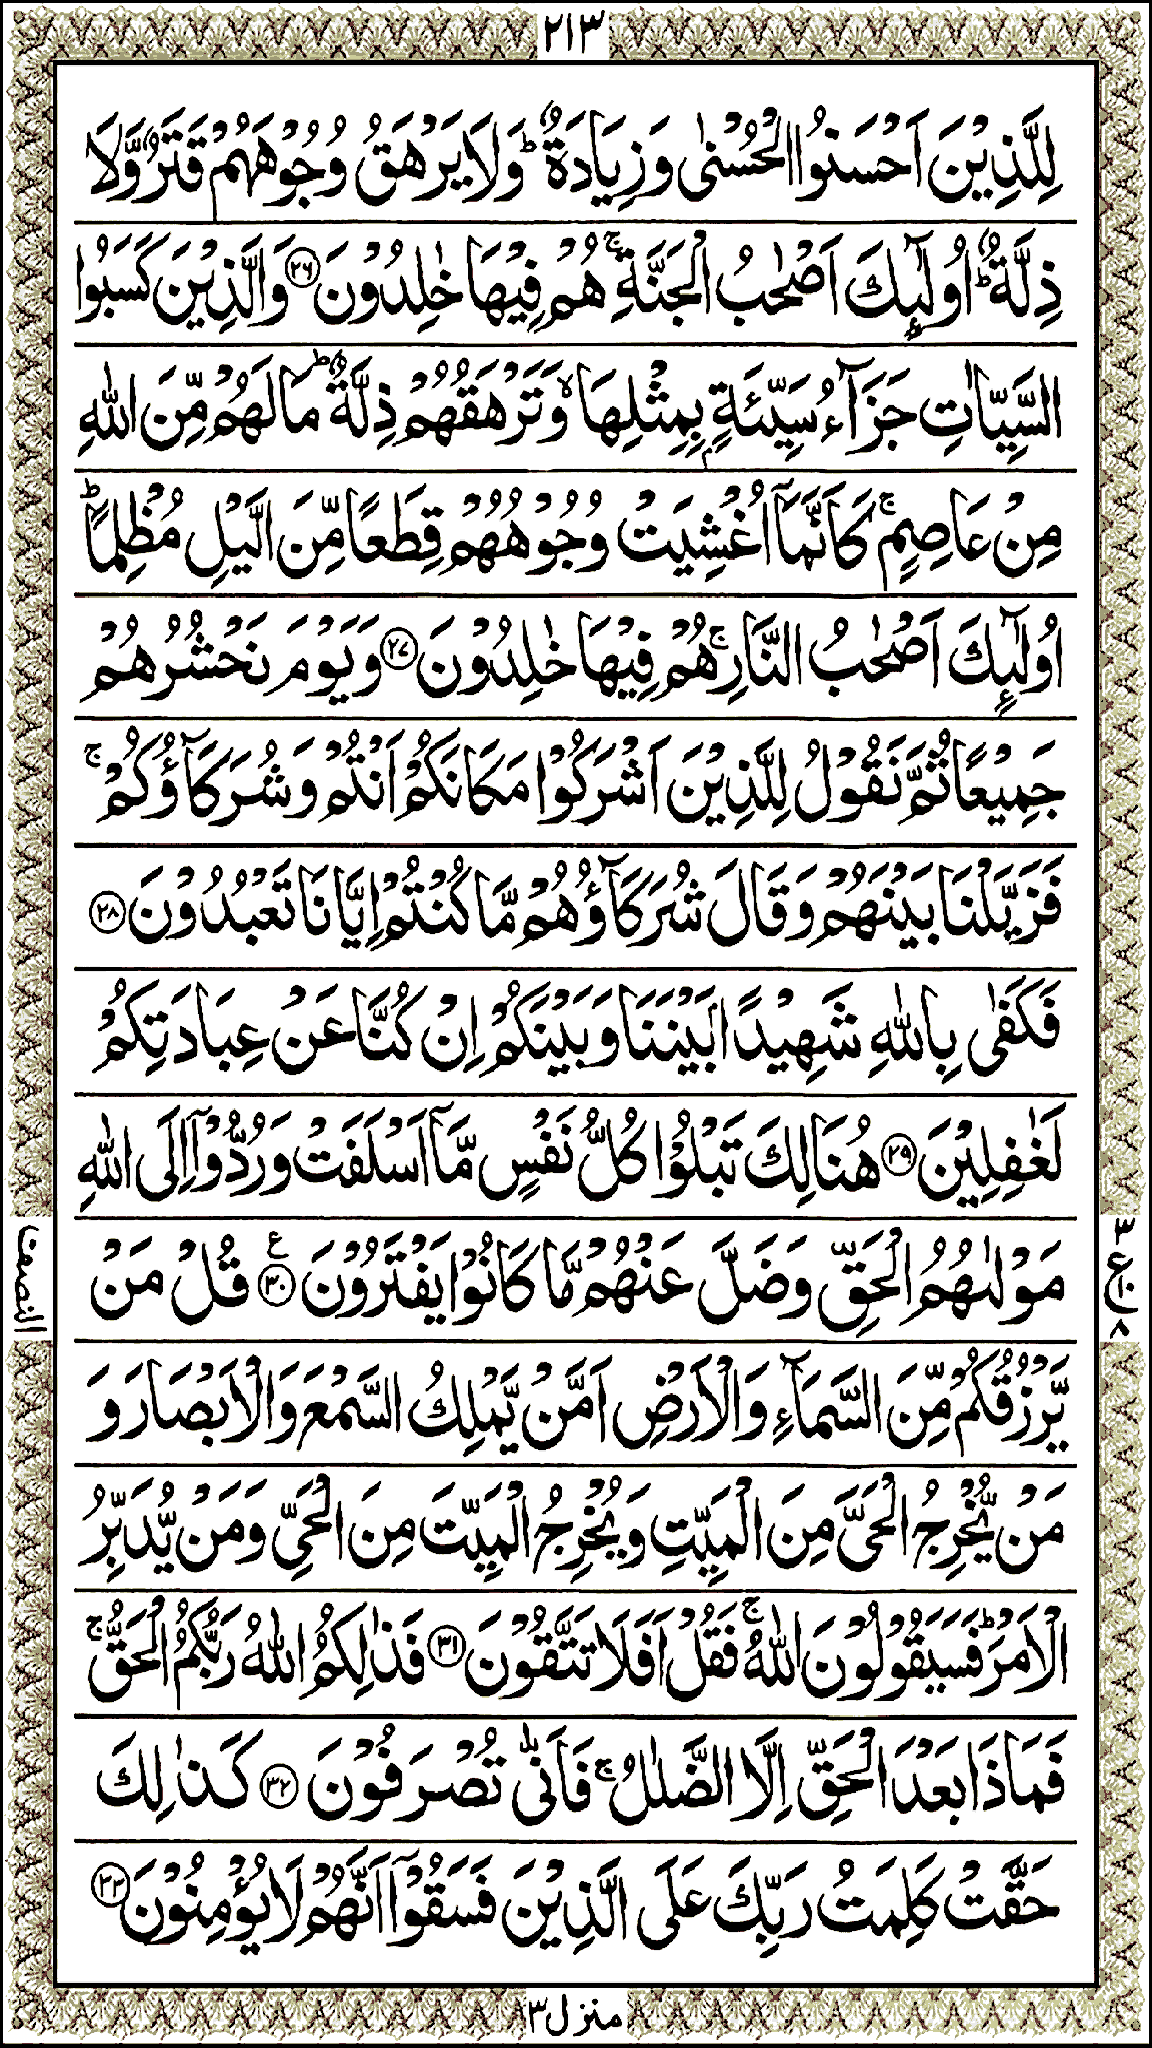 ٢١٣
لِلَّذِيْنَ اَحْسَنُوا الْحُسْنٰى وَزِيَادَةٌ ؕ وَلَا يَرْهَقُ وُجُوْهَهُمْ قَتَرٌ وَّلَا
ذِلَّةٌ ؕ اُولٰٓئِكَ اَصْحٰبُ الْجَنَّةِ ۚ هُمْ فِيْهَا خٰلِدُوْنَ ﴿٢٦﴾ وَالَّذِيْنَ كَسَبُوا
السَّيِّاٰتِ جَزَآءُ سَيِّئَةٍۭ بِمِثْلِهَا ۙ وَتَرْهَقُهُمْ ذِلَّةٌ ؕ مَا لَهُمْ مِّنَ اللّٰهِ
مِنْ عَاصِمٍ ۚ كَاَنَّمَاۤ اُغْشِيَتْ وُجُوْهُهُمْ قِطَعًا مِّنَ الَّيْلِ مُظْلِمًا ؕ
اُولٰٓئِكَ اَصْحٰبُ النَّارِ ۚ هُمْ فِيْهَا خٰلِدُوْنَ ﴿٢٧﴾ وَيَوْمَ نَحْشُرُهُمْ
جَمِيْعًا ثُمَّ نَقُوْلُ لِلَّذِيْنَ اَشْرَكُوْا مَكَانَكُمْ اَنْتُمْ وَشُرَكَآؤُكُمْ ۚ
فَزَيَّلْنَا بَيْنَهُمْ وَقَالَ شُرَكَآؤُهُمْ مَّا كُنْتُمْ اِيَّانَا تَعْبُدُوْنَ ﴿٢٨﴾
فَكَفٰى بِاللّٰهِ شَهِيْدًۢا بَيْنَنَا وَبَيْنَكُمْ اِنْ كُنَّا عَنْ عِبَادَتِكُمْ
لَغٰفِلِيْنَ ﴿٢٩﴾ هُنَالِكَ تَبْلُوْا كُلُّ نَفْسٍ مَّاۤ اَسْلَفَتْ وَرُدُّوْۤا اِلَى اللّٰهِ
مَوْلٰىهُمُ الْحَقِّ وَضَلَّ عَنْهُمْ مَّا كَانُوْا يَفْتَرُوْنَ ﴿٣٠﴾ ع قُلْ مَنْ
يَّرْزُقُكُمْ مِّنَ السَّمَآءِ وَالْاَرْضِ اَمَّنْ يَّمْلِكُ السَّمْعَ وَالْاَبْصَارَ وَ
مَنْ يُّخْرِجُ الْحَيَّ مِنَ الْمَيِّتِ وَيُخْرِجُ الْمَيِّتَ مِنَ الْحَيِّ وَمَنْ يُّدَبِّرُ
الْاَمْرَ ؕ فَسَيَقُوْلُوْنَ اللّٰهُ ۚ فَقُلْ اَفَلَا تَتَّقُوْنَ ﴿٣١﴾ فَذٰلِكُمُ اللّٰهُ رَبُّكُمُ الْحَقُّ ۚ
فَمَاذَا بَعْدَ الْحَقِّ اِلَّا الضَّلٰلُ ۚ فَاَنّٰى تُصْرَفُوْنَ ﴿٣٢﴾ كَذٰلِكَ
حَقَّتْ كَلِمَتُ رَبِّكَ عَلَى الَّذِيْنَ فَسَقُوْۤا اَنَّهُمْ لَا يُؤْمِنُوْنَ ﴿٣٣﴾
٣ ع ١٠ ٨
النصف
منزل ٣